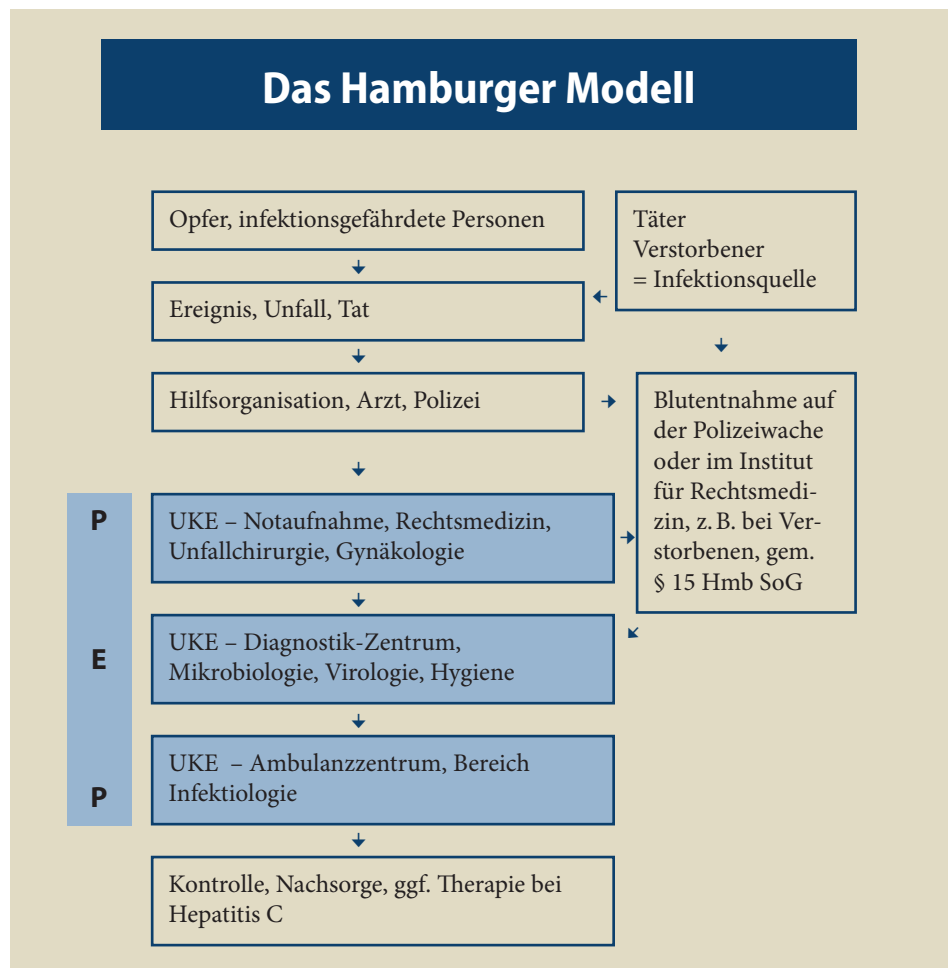 Das Hamburger Modell
Opfer, infektionsgefährdete Personen
Täter
Verstorbener
= Infektionsquelle
Ereignis, Unfall, Tat
Hilfsorganisation, Arzt, Polizei
Blutentnahme auf
der Polizeiwache
oder im Institut
für Rechtsmedi-
zin, z. B. bei Ver-
storbenen, gem.
§ 15 Hmb SoG
P
UKE – Notaufnahme, Rechtsmedizin,
Unfallchirurgie, Gynäkologie
E
UKE – Diagnostik-Zentrum,
Mikrobiologie, Virologie, Hygiene
P
UKE – Ambulanzzentrum, Bereich
Infektiologie
Kontrolle, Nachsorge, ggf. Therapie bei
Hepatitis C